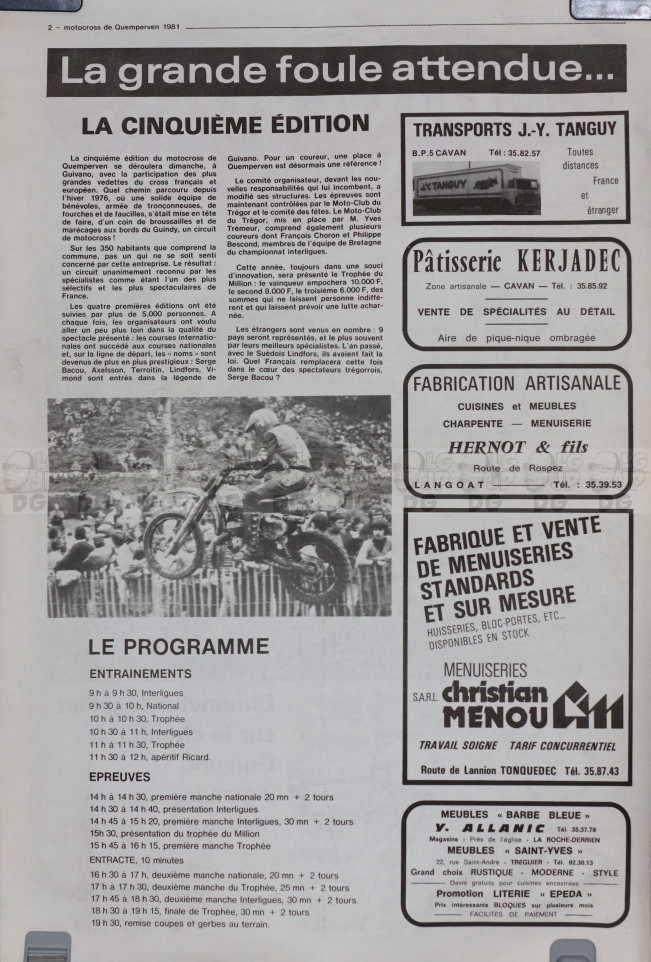 2 – motocross de Quemperven 1981
La grande foule attendue...
LA CINQUIÈME ÉDITION
La cinquième édition du motocross de
Quemperven se déroulera dimanche, à
Guivano, avec la participation des plus
grandes vedettes du cross français et
européen. Quel chemin parcouru depuis
l'hiver 1976, où une solide équipe de
bénévoles, armée de tronçonneuses, de
fourches et de faucilles, s'était mise en tête
de faire, d'un coin de broussailles et de
marécages aux bords du Guindy, un circuit
de motocross !
Sur les 350 habitants que comprend la
commune, pas un qui ne se soit senti
concerné par cette entreprise. Le résultat :
un circuit unanimement reconnu par les
spécialistes comme étant l'un des plus
sélectifs et les plus spectaculaires de
France.
Les quatre premières éditions ont été
suivies par plus de 5.000 personnes. A
chaque fois, les organisateurs ont voulu
aller un peu plus loin dans la qualité du
spectacle présenté : les courses internatio-
nales ont succédé aux courses nationales
et, sur la ligne de départ, les « noms » sont
devenus de plus en plus prestigieux : Serge
Bacou, Axelsson, Terroitin, Lindfors, Vi-
mond sont entrés dans la légende de
Guivano. Pour un coureur, une place à
Quemperven est désormais une référence !
Le comité organisateur, devant les nou-
velles responsabilités qui lui incombent, a
modifié ses structures. Les épreuves sont
maintenant contrôlées par le Moto-Club du
Trégor et le comité des fêtes. Le Moto-Club
du Trégor, mis en place par M. Yves
Trémeur, comprend également plusieurs
coureurs dont François Choron et Philippe
Bescond, membres de l'équipe de Bretagne
du championnat interligues.
Cette année, toujours dans une souci
d'innovation, sera présenté le Trophée du
Million : le vainqueur empochera 10.000 F,
le second 8.000 F, le troisième 6.000 F, des
sommes qui ne laissent personne indiffé-
rent et qui laissent prévoir une lutte achar-
née.
Les étrangers sont venus en nombre : 9
pays seront représentés, et le plus souvent
par leurs meilleurs spécialistes. L'an passé,
avec le Suédois Lindfors, ils avaient fait la
loi. Quel Français remplacera cette fois
dans le cœur des spectateurs trégorrois,
Serge Bacou ?
LE PROGRAMME
ENTRAINEMENTS
9 h à 9 h 30, Interligues
9 h 30 à 10 h, National
10 h à 10 h 30, Trophée
10 h 30 à 11 h, Interligues
11 h à 11 h 30, Trophée
11 h 30 à 12 h, apéritif Ricard.
EPREUVES
14 h à 14 h 30, première manche nationale 20 mn + 2 tours
14 h 30 à 14 h 40, présentation Interligues
14 h 45 à 15 h 20, première manche Interligues, 30 mn + 2 tours
15h 30, présentation du trophée du Million
15 h 45 à 16 h 15, première manche Trophée
ENTRACTE, 10 minutes
16 h 30 à 17 h, deuxième manche nationale, 20 mn + 2 tours
17 h à 17 h 30, deuxième manche du Trophée, 25 mn + 2 tours
17 h 45 à 18 h 30, deuxième manche Interligues, 30 mn + 2 tours.
18 h 30 à 19 h 15, finale de Trophée, 30 mn + 2 tours
19 h 30, remise coupes et gerbes au terrain.
TRANSPORTS J.-Y. TANGUY
B.P.5 CAVAN Tél : 35.82.57
Toutes
distances
France
et
étranger
J.Y. TANGUY
Pâtisserie KERJADEC
Zone artisanale — CAVAN — Tél. : 35.85.92
VENTE DE SPÉCIALITÉS AU DÉTAIL
Aire de pique-nique ombragée
FABRICATION ARTISANALE
CUISINES et MEUBLES
CHARPENTE — MENUISERIE
HERNOT & fils
Route de Rospez
LANGOAT ——— Tél. : 35.39.53
FABRIQUE ET VENTE
DE MENUISERIES
STANDARDS
ET SUR MESURE
HUISSERIES, BLOC-PORTES, ETC...
DISPONIBLES EN STOCK
MENUISERIES
S.A.R.L. christian
MENOU
TRAVAIL SOIGNE TARIF CONCURRENTIEL
Route de Lannion TONQUEDEC Tél. 35.87.43
MEUBLES « BARBE BLEUE »
Y. ALLANIC Tél. 35.37.79
Magasins : Près de l'église - LA ROCHE-DERRIEN
MEUBLES « SAINT-YVES »
22, rue Saint-André - TREGUIER - Tél. 92.30.13
Grand choix RUSTIQUE - MODERNE - STYLE
Devis gratuits pour cuisines encastrées
Promotion LITERIE « EPEDA »
Prix intéressants BLOQUES sur plusieurs mois
FACILITES DE PAIEMENT